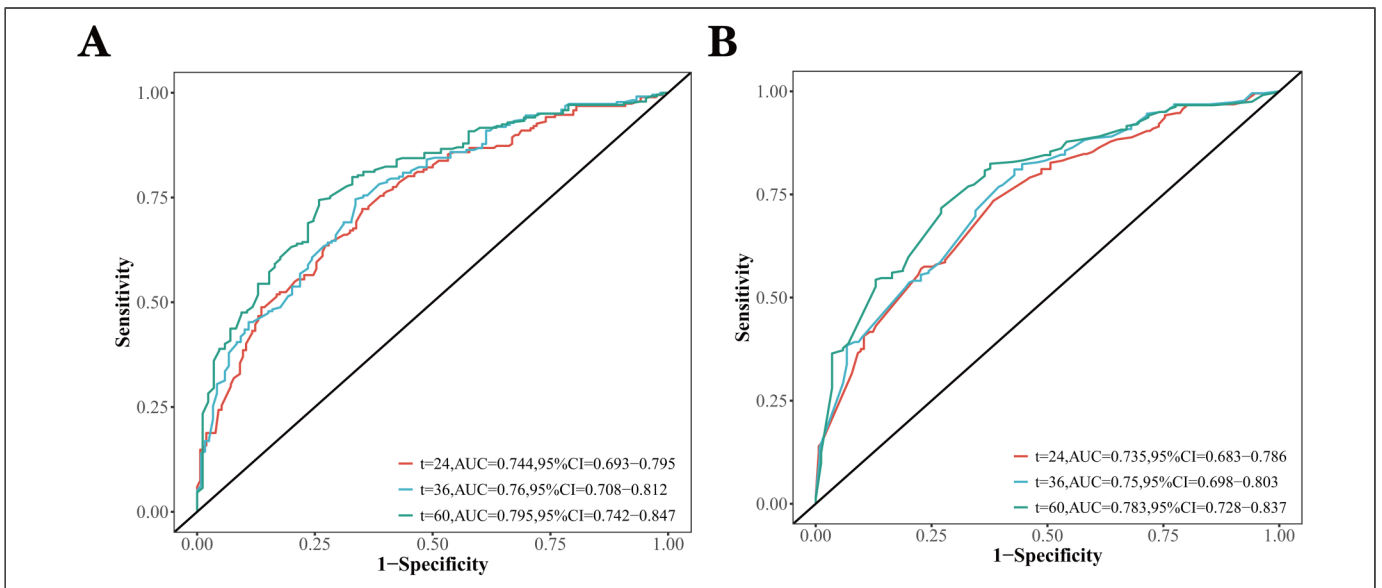 A
1.00
0.75
0.50
0.25
0.00
Sensitivity
t=24,AUC=0.744,95%CI=0.693−0.795
t=36,AUC=0.76,95%CI=0.708−0.812
t=60,AUC=0.795,95%CI=0.742−0.847
0.00 0.25 0.50 0.75 1.00
1−Specificity
B
1.00
0.75
0.50
0.25
0.00
Sensitivity
t=24,AUC=0.735,95%CI=0.683−0.786
t=36,AUC=0.75,95%CI=0.698−0.803
t=60,AUC=0.783,95%CI=0.728−0.837
0.00 0.25 0.50 0.75 1.00
1−Specificity